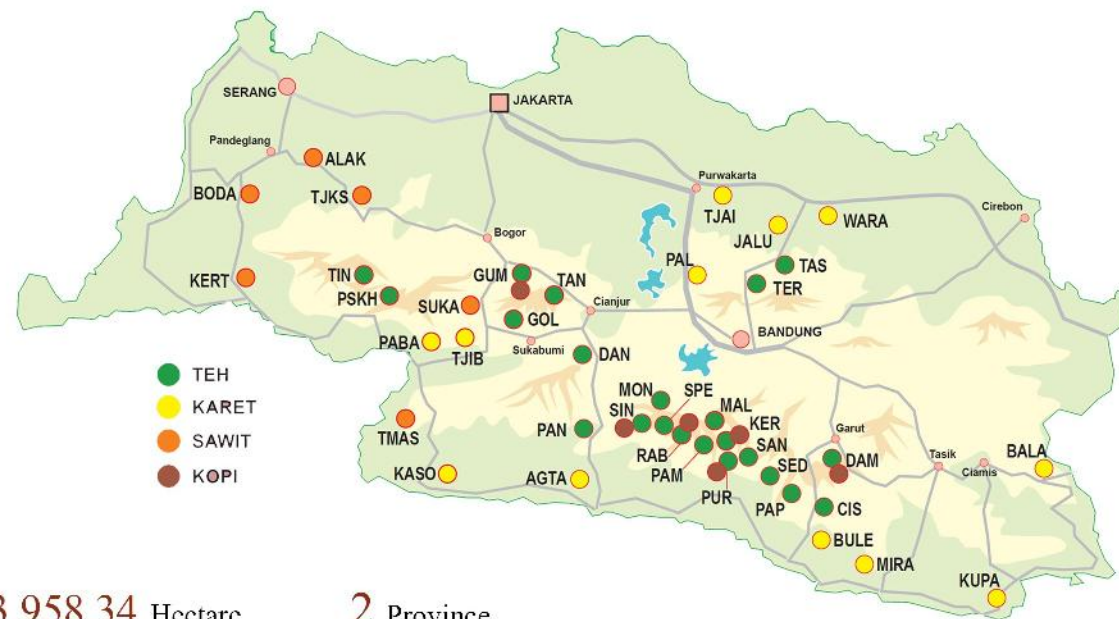 SERANG
JAKARTA
Pandeglang
ALAK
BODA
TJKS
Purwakarta
TJAI
WARA
JALU
Cirebon
Bogor
KERT
TIN
PSKH
GUM
TAN
PAL
TAS
TER
SUKA
GOL
Cianjur
PABA
TJIB
Sukabumi
BANDUNG
DAN
TEH
KARET
SAWIT
KOPI
MON
SPE
SIN
MAL
KER
TMAS
PAN
RAB
SAN
Garut
PAM
SED
DAM
Tasik
Ciamis
BALA
KASO
AGTA
PUR
PAP
CIS
BULE
MIRA
KUPA
958,34 Hectare
2 Province